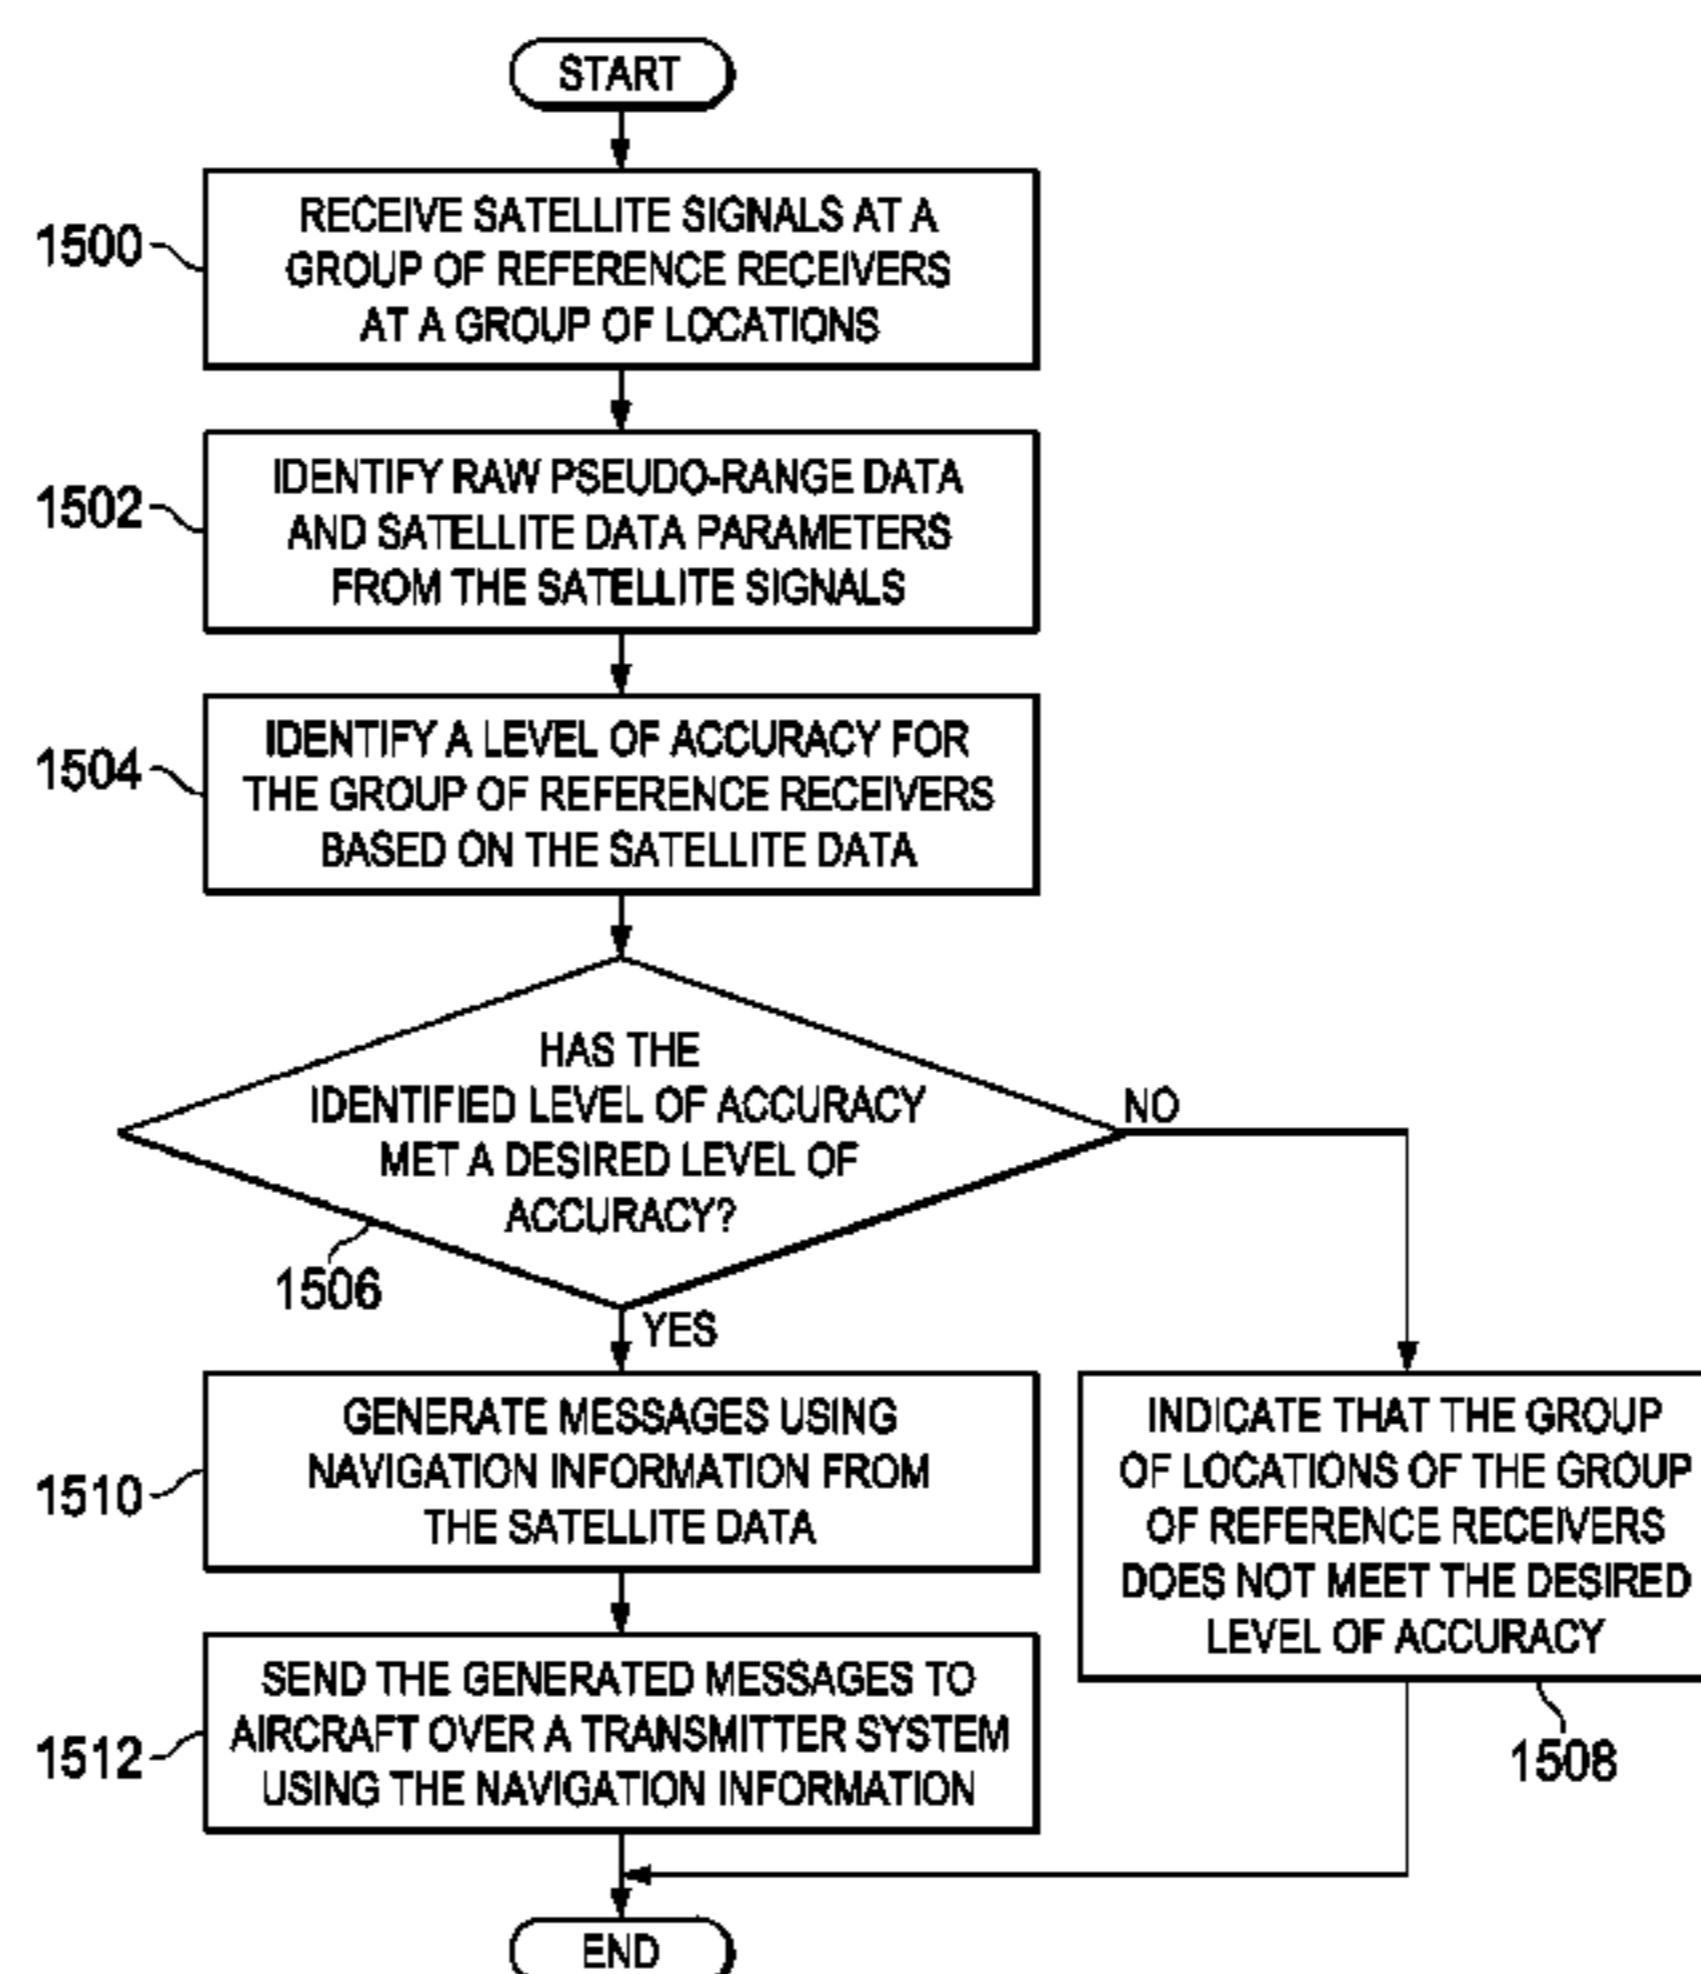 START
1500
RECEIVE SATELLITE SIGNALS AT A
GROUP OF REFERENCE RECEIVERS
AT A GROUP OF LOCATIONS
1502
IDENTIFY RAW PSEUDO-RANGE DATA
AND SATELLITE DATA PARAMETERS
FROM THE SATELLITE SIGNALS
1504
IDENTIFY A LEVEL OF ACCURACY FOR
THE GROUP OF REFERENCE RECEIVERS
BASED ON THE SATELLITE DATA
HAS THE
IDENTIFIED LEVEL OF ACCURACY
MET A DESIRED LEVEL OF
ACCURACY?
1506
NO
YES
1510
GENERATE MESSAGES USING
NAVIGATION INFORMATION FROM
THE SATELLITE DATA
INDICATE THAT THE GROUP
OF LOCATIONS OF THE GROUP
OF REFERENCE RECEIVERS
DOES NOT MEET THE DESIRED
LEVEL OF ACCURACY
1508
1512
SEND THE GENERATED MESSAGES TO
AIRCRAFT OVER A TRANSMITTER SYSTEM
USING THE NAVIGATION INFORMATION
END